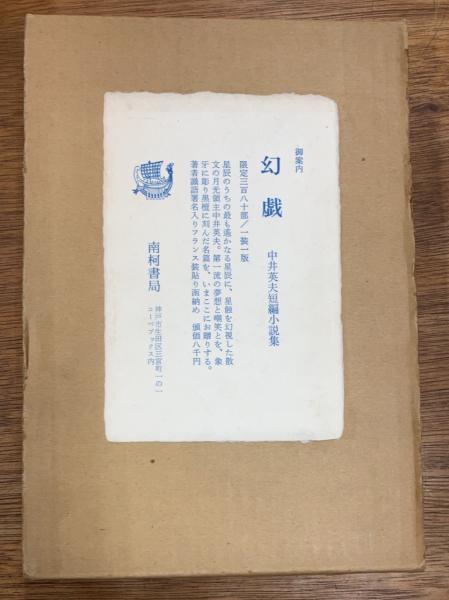 御案内
幻戯
中井英夫短編小説集
限定三百八十部/一装一版
星辰のうちの最も遙かなる星辰に、星蝕を幻視した散
文の月光領主中井英夫。第一流の夢想と嘲笑とを、象
牙に彫り黒檀に刻んだ名篇を、いまここにお贈りする。
著者識語署名入りフランス装貼り函納め 頒価八千円
南柯書局
神戸市生田区三宮町一の一
コーベブックス内